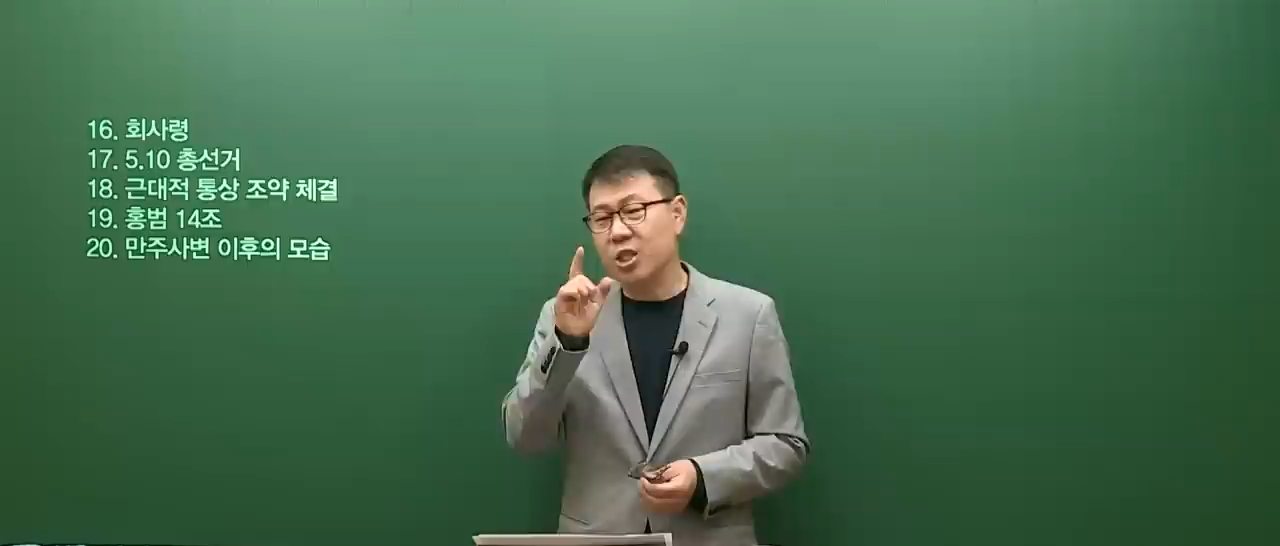 16. 회사령
17. 5.10 총선거
18. 근대적 통상 조약 체결
19. 홍범 14조
20. 만주사변 이후의 모습